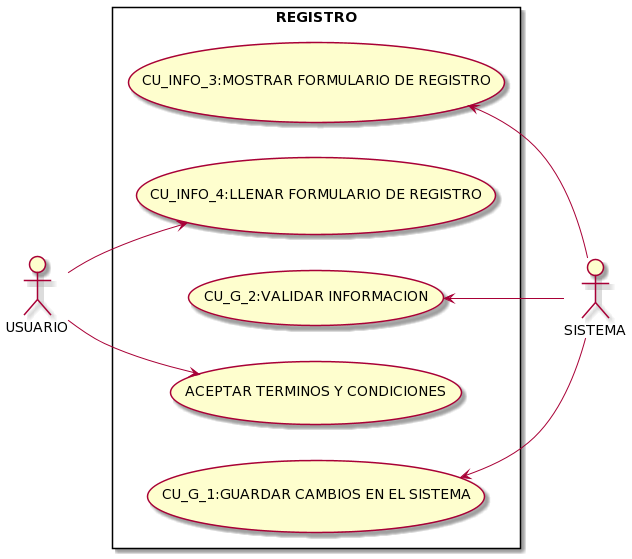 REGISTRO
CU_INFO_3:MOSTRAR FORMULARIO DE REGISTRO
CU_INFO_4:LLENAR FORMULARIO DE REGISTRO
CU_G_2:VALIDAR INFORMACION
USUARIO
SISTEMA
ACEPTAR TERMINOS Y CONDICIONES
CU_G_1:GUARDAR CAMBIOS EN EL SISTEMA